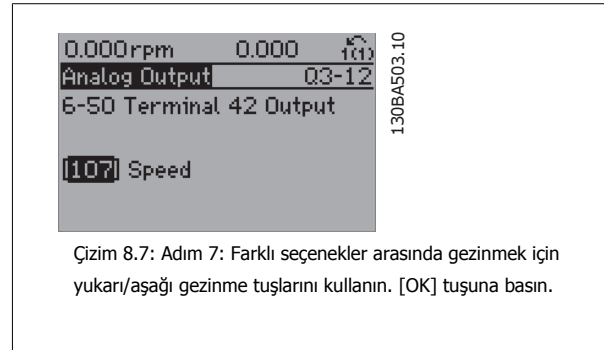 0.000rpm 0.000 1(1)
Analog Output Q3-12
6-50 Terminal 42 Output
[107] Speed
130BA503.10
Çizim 8.7: Adım 7: Farklı seçenekler arasında gezinmek için
yukarı/aşağı gezinme tuşlarını kullanın. [OK] tuşuna basın.